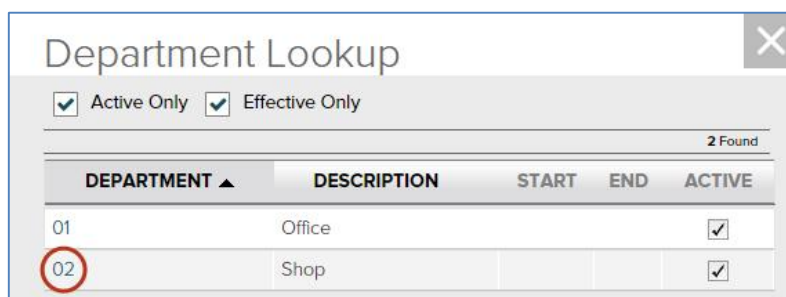 Department Lookup
Active Only Effective Only
2 Found
DEPARTMENT DESCRIPTION START END ACTIVE
01 Office
02 Shop